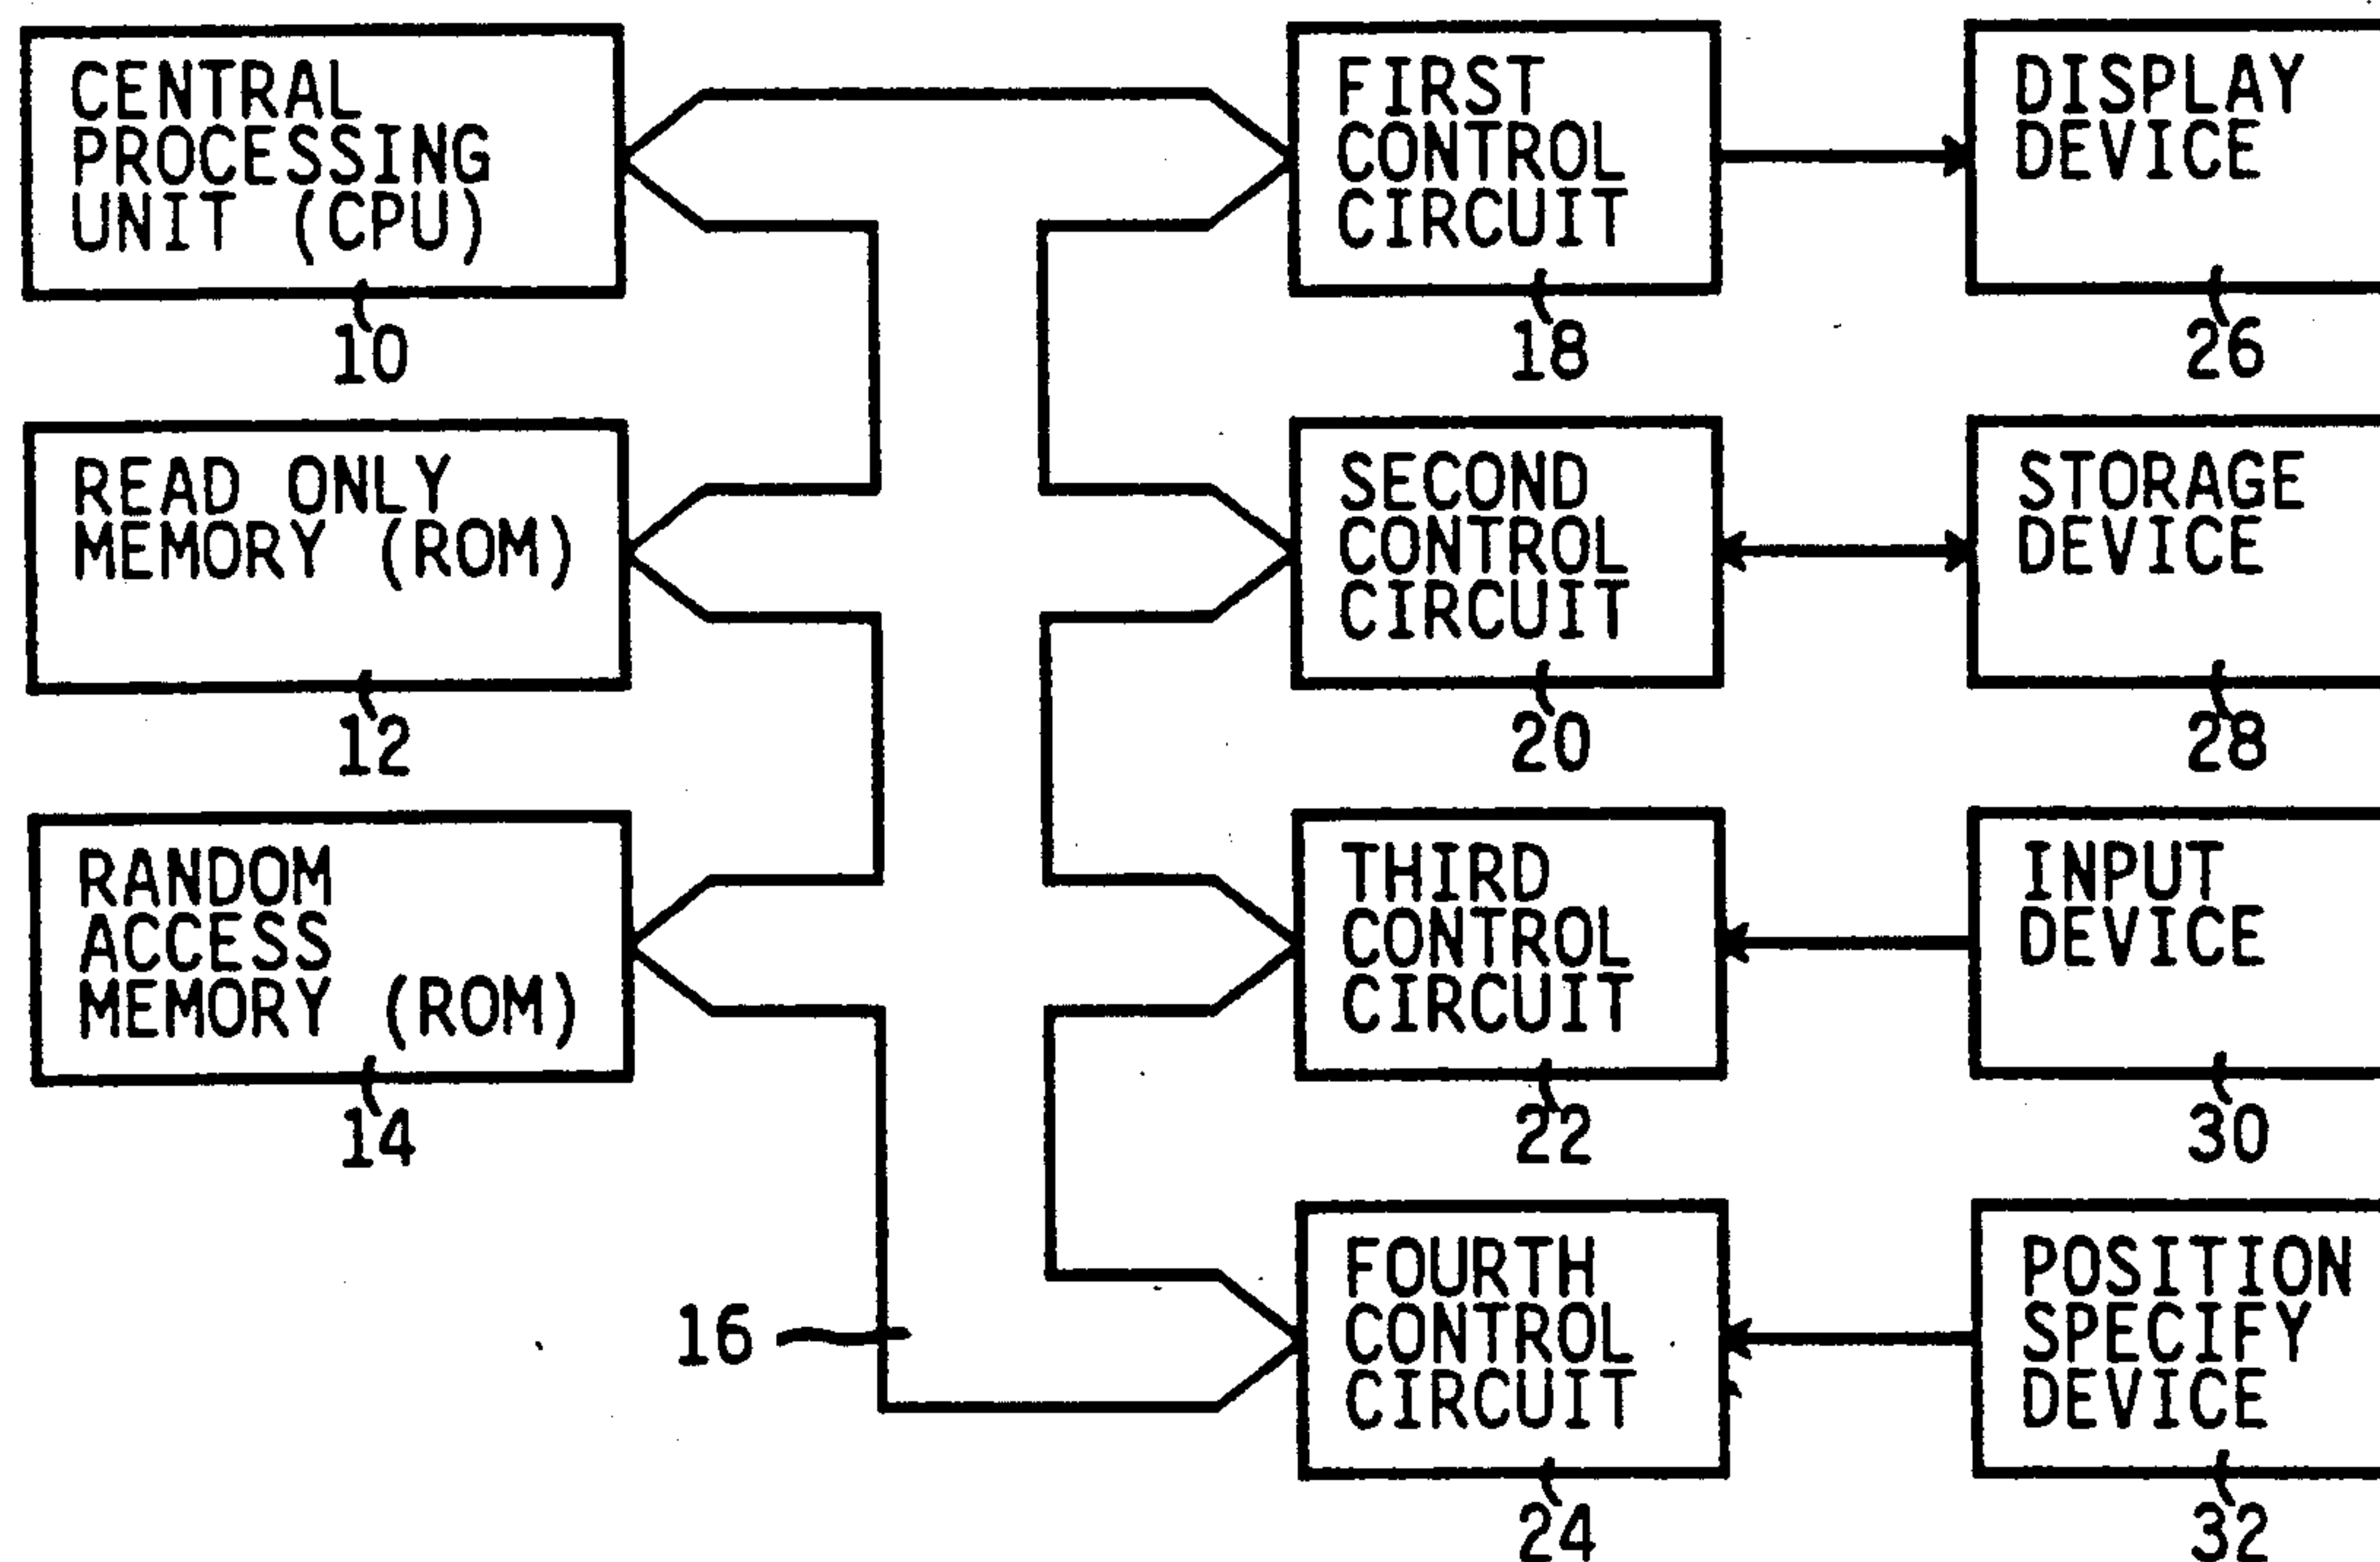 CENTRAL
PROCESSING
UNIT (CPU)
10
FIRST
CONTROL
CIRCUIT
18
DISPLAY
DEVICE
26
READ ONLY
MEMORY (ROM)
12
SECOND
CONTROL
CIRCUIT
20
STORAGE
DEVICE
28
RANDOM
ACCESS
MEMORY (ROM)
14
THIRD
CONTROL
CIRCUIT
22
INPUT
DEVICE
30
16
FOURTH
CONTROL
CIRCUIT
24
POSITION
SPECIFY
DEVICE
32